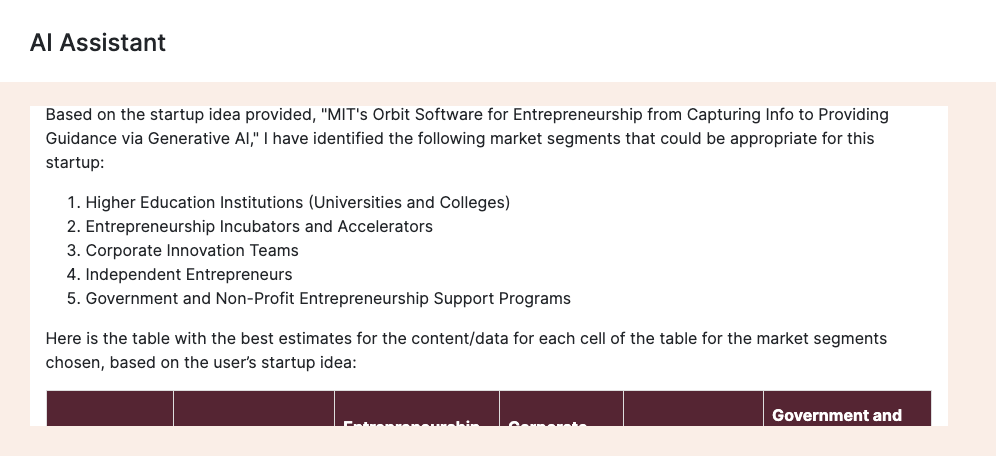 AI Assistant
Based on the startup idea provided, "MIT's Orbit Software for Entrepreneurship from Capturing Info to Providing
Guidance via Generative AI," I have identified the following market segments that could be appropriate for this
startup:
1. Higher Education Institutions (Universities and Colleges)
2. Entrepreneurship Incubators and Accelerators
3. Corporate Innovation Teams
4. Independent Entrepreneurs
5. Government and Non-Profit Entrepreneurship Support Programs
Here is the table with the best estimates for the content/data for each cell of the table for the market segments
chosen, based on the user’s startup idea:
Government and
Entrepreneurship Corporate